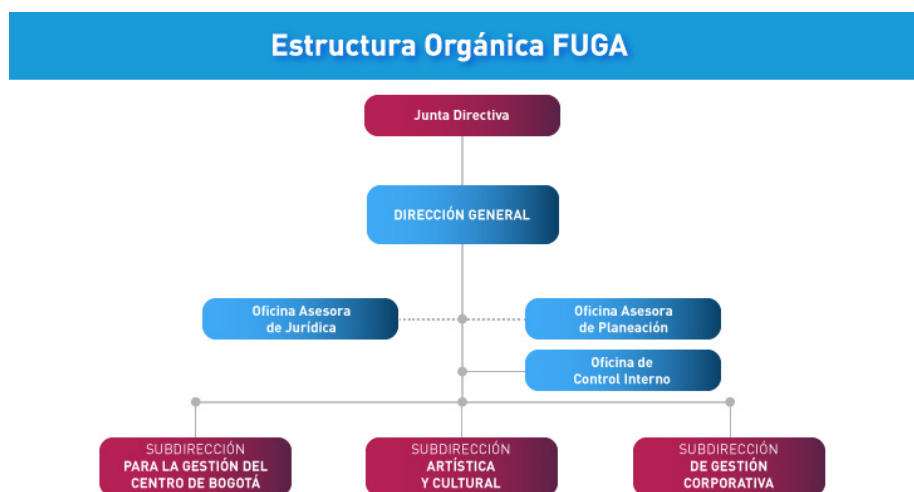 Estructura Orgánica FUGA
Junta Directiva
DIRECCIÓN GENERAL
Oficina Asesora
de Jurídica
Oficina Asesora
de Planeación
Oficina de
Control Interno
SUBDIRECCIÓN
PARA LA GESTIÓN DEL
CENTRO DE BOGOTÁ
SUBDIRECCIÓN
ARTÍSTICA
Y CULTURAL
SUBDIRECCIÓN
DE GESTIÓN
CORPORATIVA